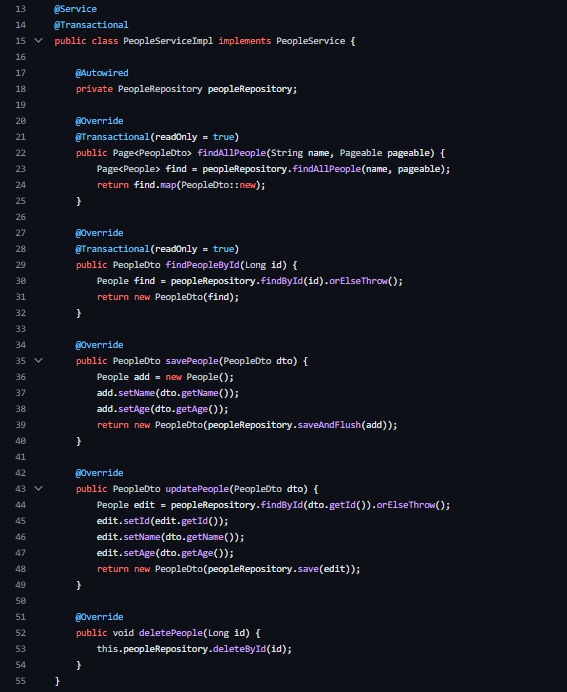 13 @Service
14 @Transactional
15 public class PeopleServiceImpl implements PeopleService {
16
17     @Autowired
18     private PeopleRepository peopleRepository;
19
20     @Override
21     @Transactional(readOnly = true)
22     public Page<PeopleDto> findAllPeople(String name, Pageable pageable) {
23         Page<People> find = peopleRepository.findAllPeople(name, pageable);
24         return find.map(PeopleDto::new);
25     }
26
27     @Override
28     @Transactional(readOnly = true)
29     public PeopleDto findPeopleById(Long id) {
30         People find = peopleRepository.findById(id).orElseThrow();
31         return new PeopleDto(find);
32     }
33
34     @Override
35     public PeopleDto savePeople(PeopleDto dto) {
36         People add = new People();
37         add.setName(dto.getName());
38         add.setAge(dto.getAge());
39         return new PeopleDto(peopleRepository.saveAndFlush(add));
40     }
41
42     @Override
43     public PeopleDto updatePeople(PeopleDto dto) {
44         People edit = peopleRepository.findById(dto.getId()).orElseThrow();
45         edit.setId(edit.getId());
46         edit.setName(dto.getName());
47         edit.setAge(dto.getAge());
48         return new PeopleDto(peopleRepository.save(edit));
49     }
50
51     @Override
52     public void deletePeople(Long id) {
53         this.peopleRepository.deleteById(id);
54     }
55 }